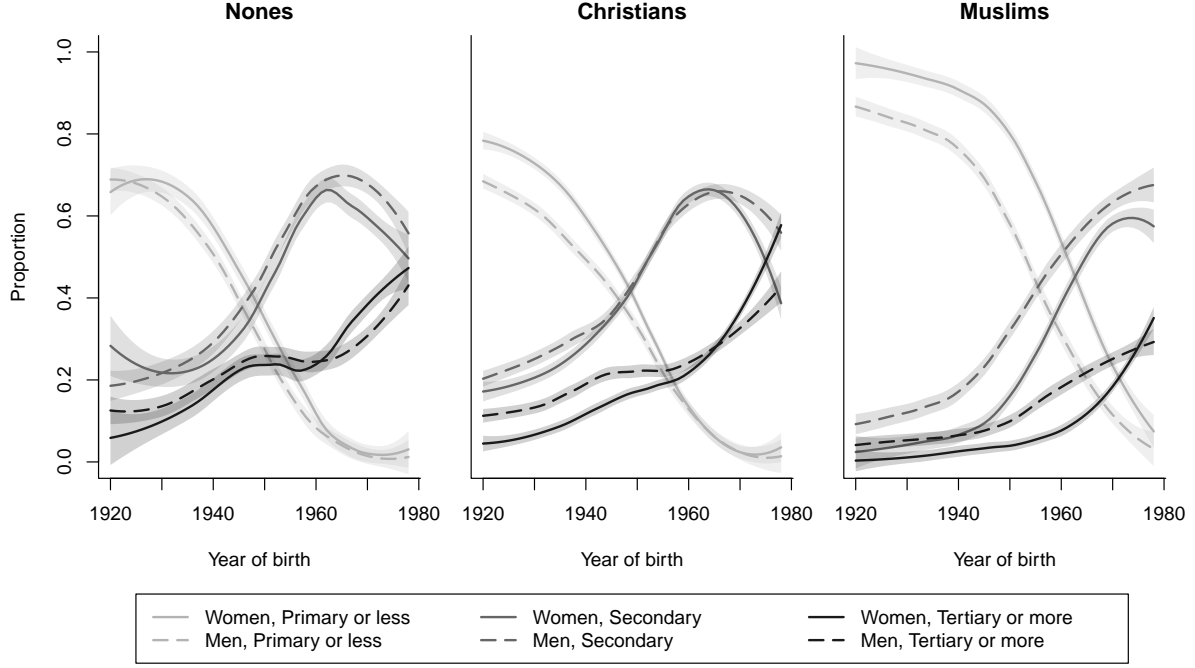 Nones Christians Muslims
1.0
0.8
0.6
0.4
0.2
0.0
Proportion
1920 1940 1960 1980 1920 1940 1960 1980 1920 1940 1960 1980
Year of birth Year of birth Year of birth
Women, Primary or less Women, Secondary Women, Tertiary or more
Men, Primary or less Men, Secondary Men, Tertiary or more